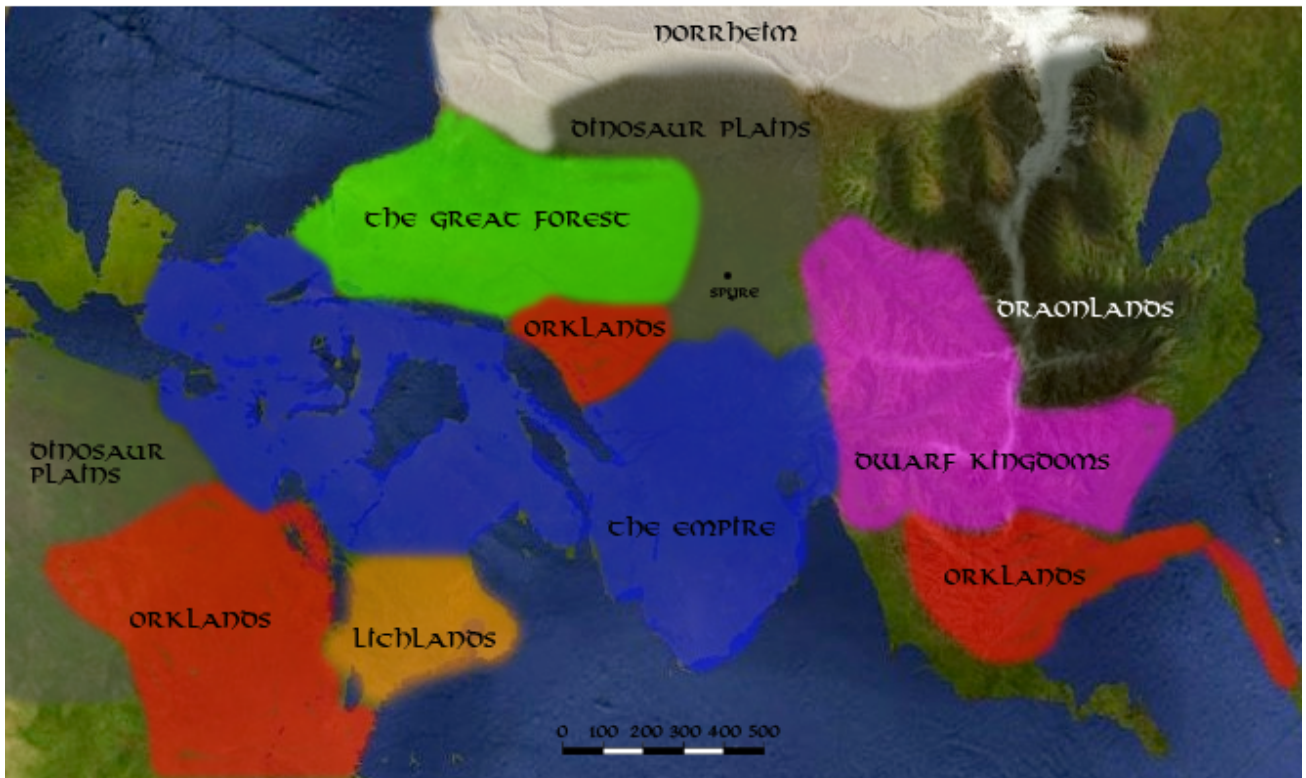 NORRHEIM
DINOSAUR PLAINS
THE GREAT FOREST
SPYRE
DRAONLANDS
ORKLANDS
DINOSAUR
PLAINS
DWARF KINGDOMS
THE EMPIRE
ORKLANDS
ORKLANDS
LICHLANDS
0 100 200 300 400 500